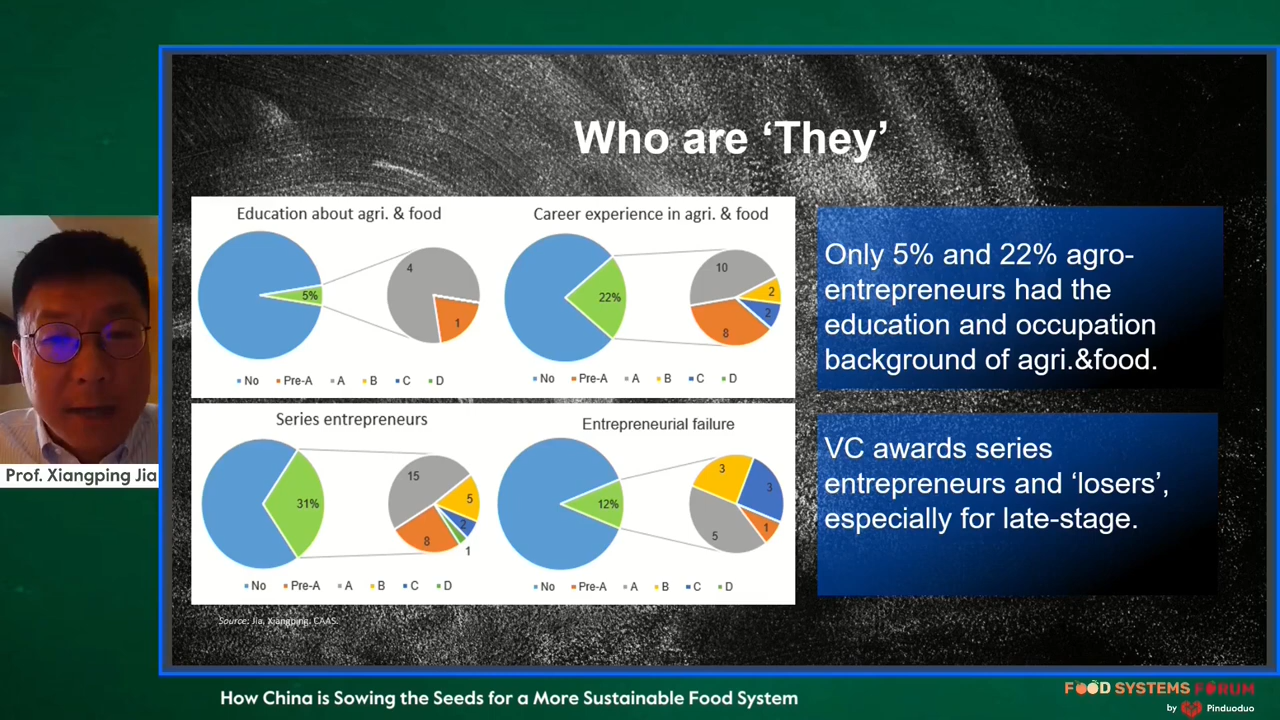 Who are ‘They’
Education about agri. & food
5%
4
1
No Pre-A A B C D
Career experience in agri. & food
22%
10
2
2
8
No Pre-A A B C D
Series entrepreneurs
31%
15
5
2
1
8
No Pre-A A B C D
Entrepreneurial failure
12%
3
3
1
5
No Pre-A A B C D
Source: Jia, Xiangping, CAAS.
Only 5% and 22% agro-
entrepreneurs had the
education and occupation
background of agri.&food.
VC awards series
entrepreneurs and ‘losers’,
especially for late-stage.
Prof. Xiangping Jia
How China is Sowing the Seeds for a More Sustainable Food System
FOOD SYSTEMS FORUM
by Pinduoduo